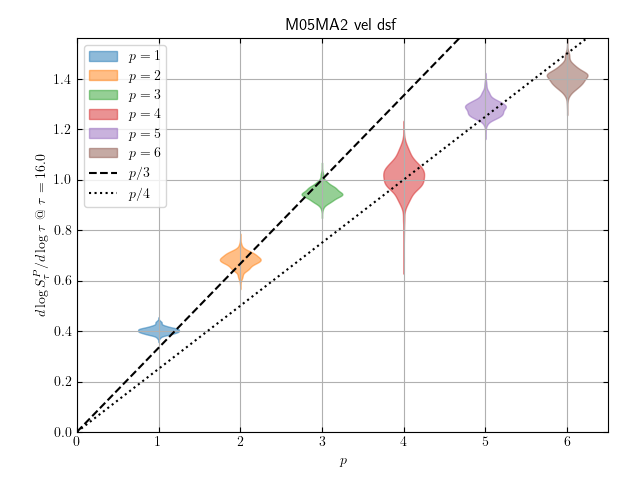 M05MA2 vel dsf
p = 1
p = 2
p = 3
p = 4
p = 5
p = 6
p/3
p/4
d log S_τ^P / d log τ @ τ = 16.0
1.4
1.2
1.0
0.8
0.6
0.4
0.2
0.0
0 1 2 3 4 5 6
p